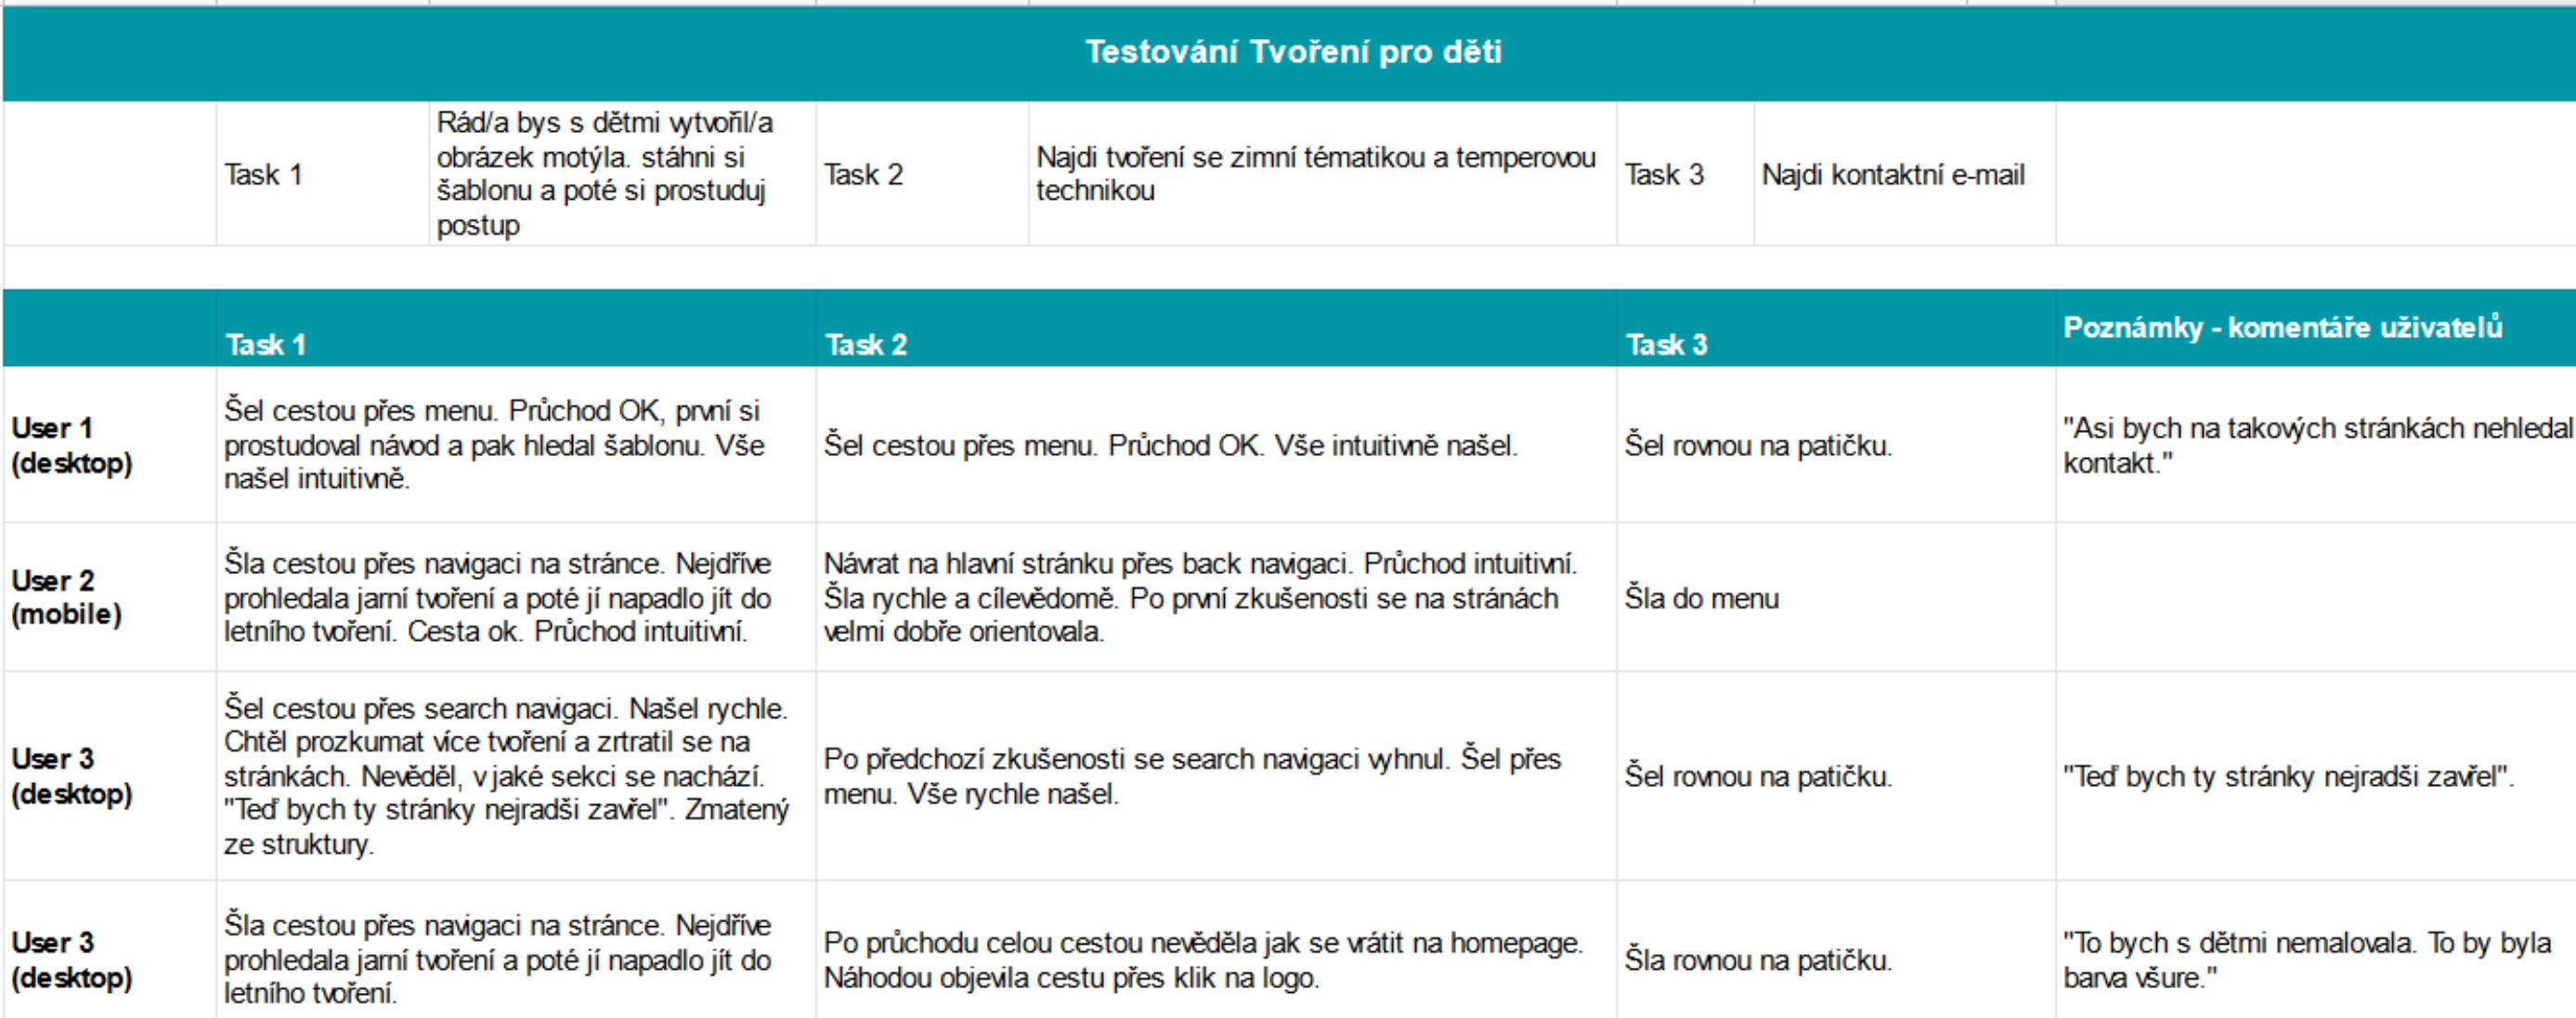 Testování Tvoření pro děti
Task 1
Rád/a bys s dětmi vytvořil/a
obrázek motýla. stáhni si
šablonu a poté si prostuduj
postup
Task 2
Najdi tvoření se zimní tématikou a temperovou
technikou
Task 3
Najdi kontaktní e-mail
Task 1
Task 2
Task 3
Poznámky - komentáře uživatelů
User 1
(desktop)
Šel cestou přes menu. Průchod OK, první si
prostudoval návod a pak hledal šablonu. Vše
našel intuitivně.
Šel cestou přes menu. Průchod OK. Vše intuitivně našel.
Šel rovnou na patičku.
"Asi bych na takových stránkách nehledal
kontakt."
User 2
(mobile)
Šla cestou přes navigaci na stránce. Nejdříve
prohledala jarní tvoření a poté jí napadlo jít do
letního tvoření. Cesta ok. Průchod intuitivní.
Návrat na hlavní stránku přes back navigaci. Průchod intuitivní.
Šla rychle a cílevědomě. Po první zkušenosti se na stránách
velmi dobře orientovala.
Šla do menu
User 3
(desktop)
Šel cestou přes search navigaci. Našel rychle.
Chtěl prozkumat více tvoření a zrtratil se na
stránkách. Nevěděl, v jaké sekci se nachází.
"Teď bych ty stránky nejradši zavřel". Zmatený
ze struktury.
Po předchozí zkušenosti se search navigaci vyhnul. Šel přes
menu. Vše rychle našel.
Šel rovnou na patičku.
"Teď bych ty stránky nejradši zavřel".
User 3
(desktop)
Šla cestou přes navigaci na stránce. Nejdříve
prohledala jarní tvoření a poté jí napadlo jít do
letního tvoření.
Po průchodu celou cestou nevěděla jak se vrátit na homepage.
Náhodou objevila cestu přes klik na logo.
Šla rovnou na patičku.
"To bych s dětmi nemalovala. To by byla
barva všure."